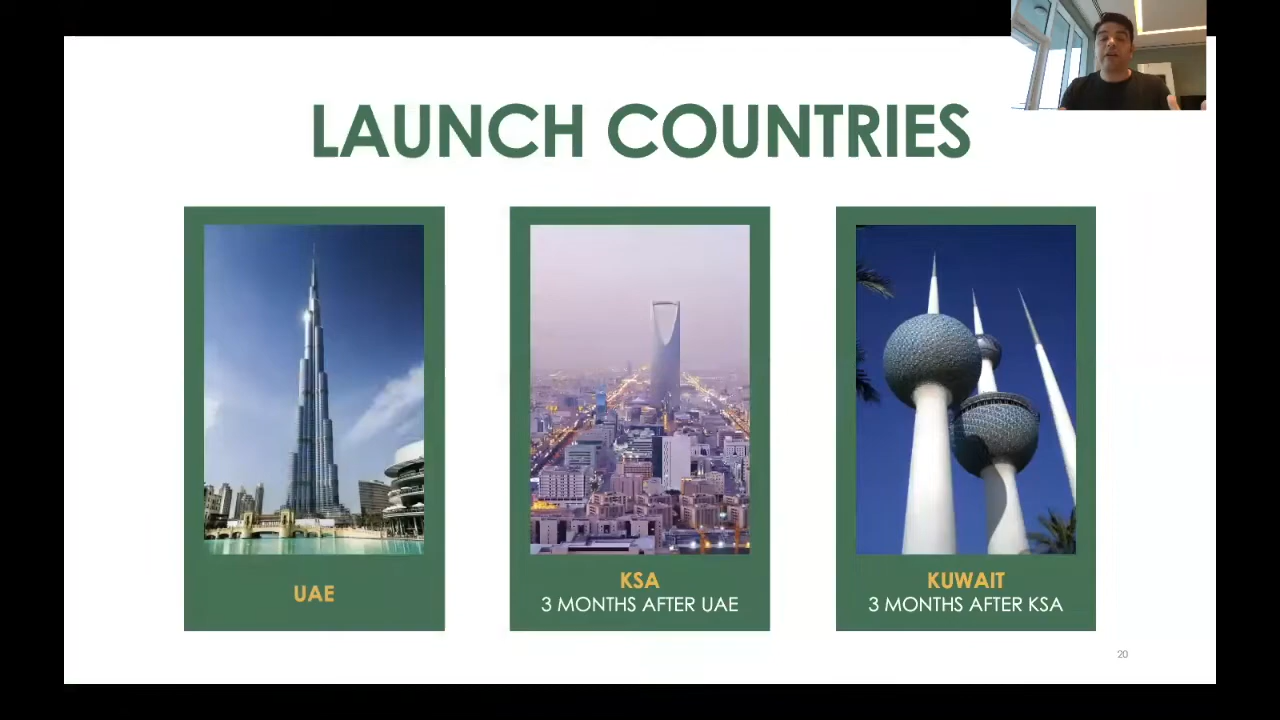 LAUNCH COUNTRIES
UAE
KSA
3 MONTHS AFTER UAE
KUWAIT
3 MONTHS AFTER KSA
20